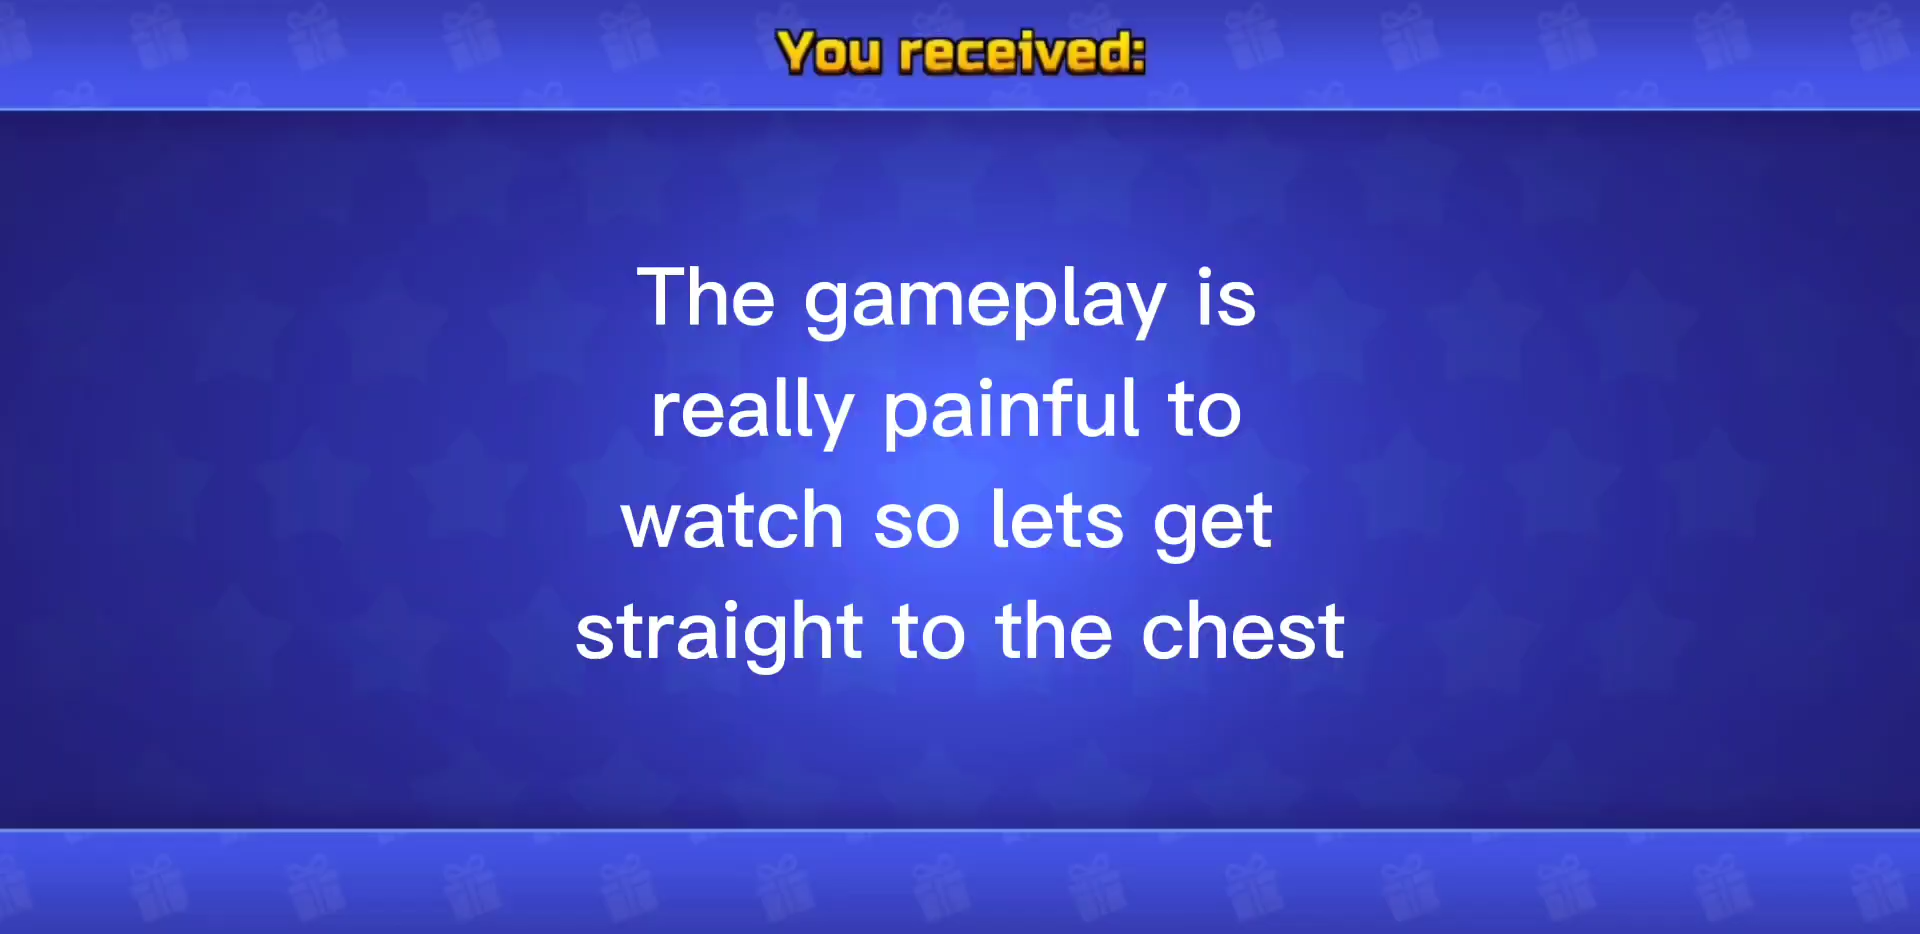 You received:
The gameplay is
really painful to
watch so lets get
straight to the chest